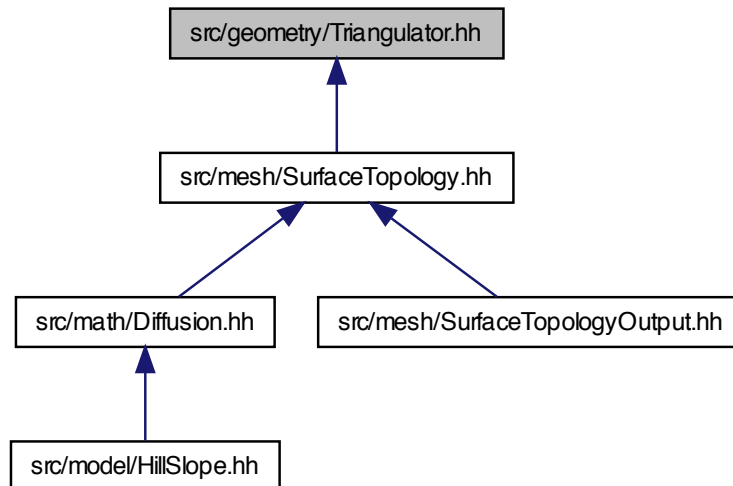 src/geometry/Triangulator.hh
src/mesh/SurfaceTopology.hh
src/math/Diffusion.hh
src/mesh/SurfaceTopologyOutput.hh
src/model/HillSlope.hh